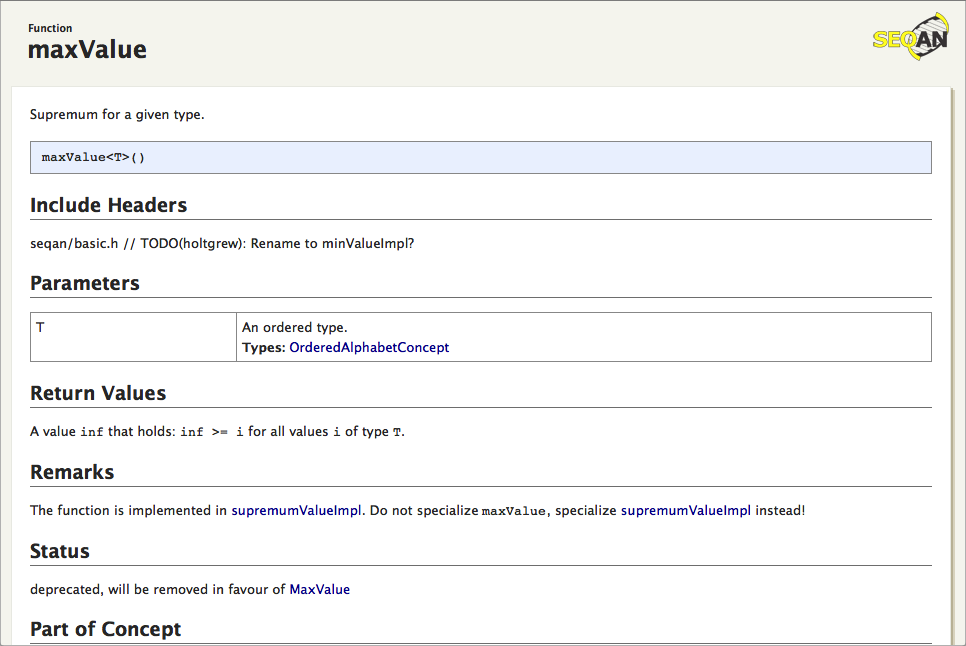 Function
maxValue
SEQAN
Supremum for a given type.
maxValue<T>()
Include Headers
seqan/basic.h // TODO(holtgrew): Rename to minValueImpl?
Parameters
T
An ordered type.
Types: OrderedAlphabetConcept
Return Values
A value inf that holds: inf >= i for all values i of type T.
Remarks
The function is implemented in supremumValueImpl. Do not specialize maxValue, specialize supremumValueImpl instead!
Status
deprecated, will be removed in favour of MaxValue
Part of Concept